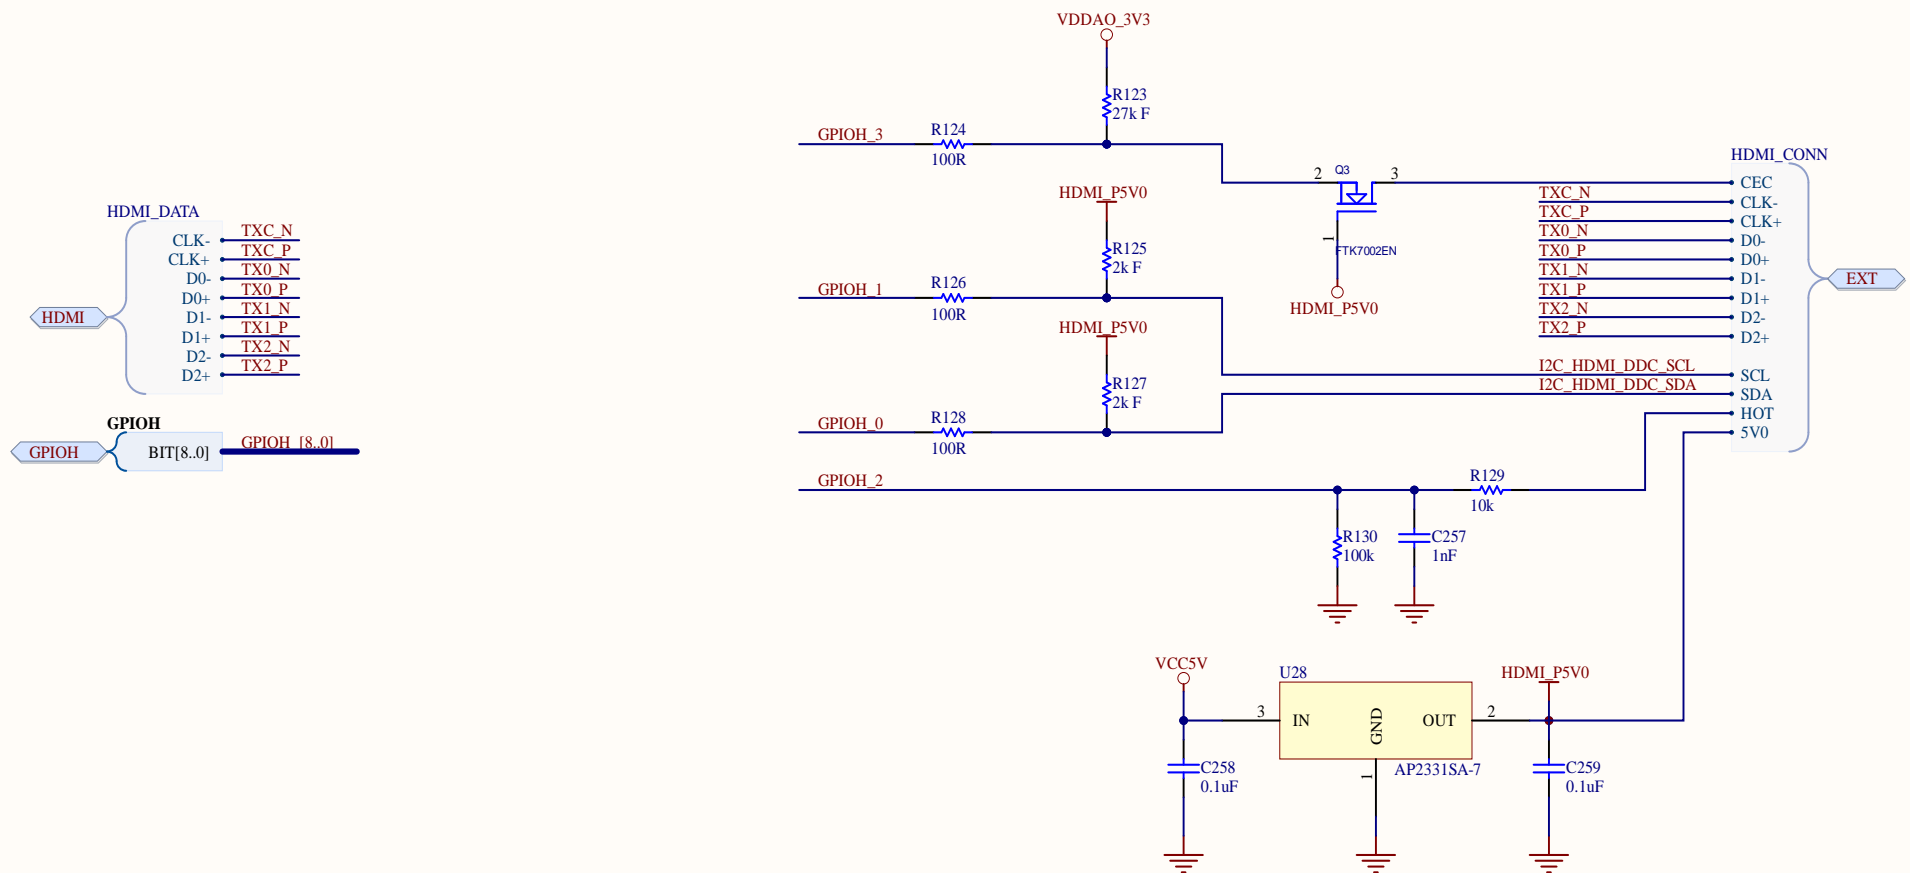 VDDAO_3V3
R123
27k F
GPIOH_3
R124
100R
HDMI_P5V0
R125
2k F
GPIOH_1
R126
100R
HDMI_P5V0
R127
2k F
GPIOH_0
R128
100R
GPIOH_2
2
Q3
3
1
FTK7002EN
HDMI_P5V0
HDMI_DATA
CLK- TXC_N
CLK+ TXC_P
D0- TX0_N
D0+ TX0_P
D1- TX1_N
D1+ TX1_P
D2- TX2_N
D2+ TX2_P
HDMI
GPIOH
GPIOH
BIT[8..0]
GPIOH_[8..0]
HDMI_CONN
CEC
TXC_N CLK-
TXC_P CLK+
TX0_N D0-
TX0_P D0+
TX1_N D1-
TX1_P D1+
TX2_N D2-
TX2_P D2+
I2C_HDMI_DDC_SCL SCL
I2C_HDMI_DDC_SDA SDA
HOT
5V0
EXT
R129
10k
R130
100k
C257
1nF
VCC5V
U28
HDMI_P5V0
3
IN
GND
OUT
2
1
AP2331SA-7
C258
0.1uF
C259
0.1uF